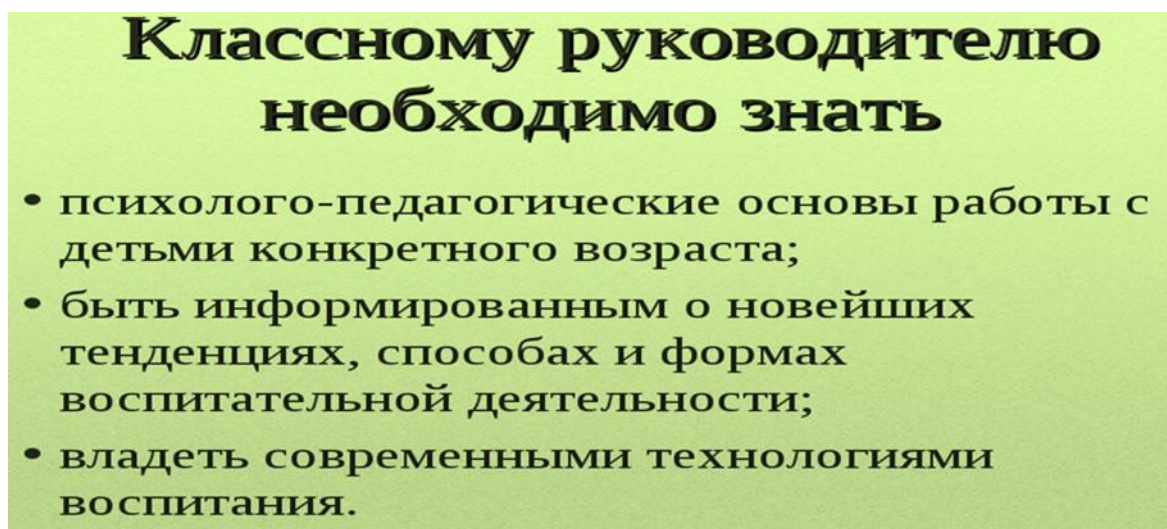 Классному руководителю
необходимо знать
• психолого-педагогические основы работы с
детьми конкретного возраста;
• быть информированным о новейших
тенденциях, способах и формах
воспитательной деятельности;
• владеть современными технологиями
воспитания.